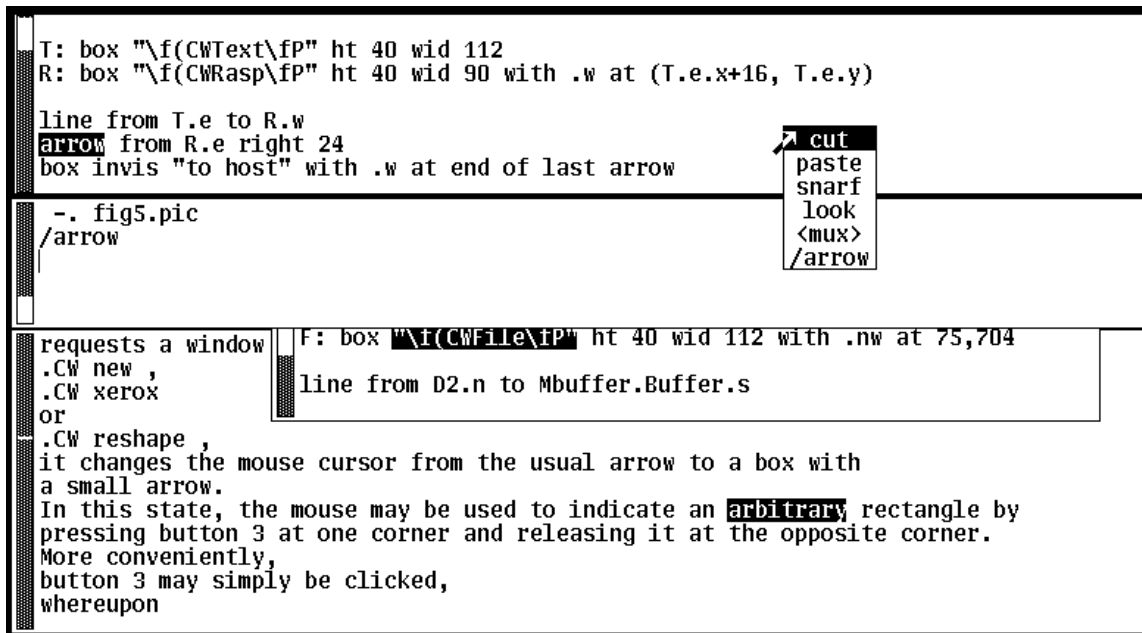 T: box "\f(CWText\fP" ht 40 wid 112
R: box "\f(CWRasp\fP" ht 40 wid 90 with .w at (T.e.x+16, T.e.y)
line from T.e to R.w
arrow from R.e right 24
box invis "to host" with .w at end of last arrow
cut
paste
snarf
look
<mux>
/arrow
-. fig5.pic
/arrow
F: box "\f(CWFile\fP" ht 40 wid 112 with .nw at 75,704
line from D2.n to Mbuffer.Buffer.s
requests a window
.CW new ,
.CW xerox
or
.CW reshape ,
it changes the mouse cursor from the usual arrow to a box with
a small arrow.
In this state, the mouse may be used to indicate an arbitrary rectangle by
pressing button 3 at one corner and releasing it at the opposite corner.
More conveniently,
button 3 may simply be clicked,
whereupon